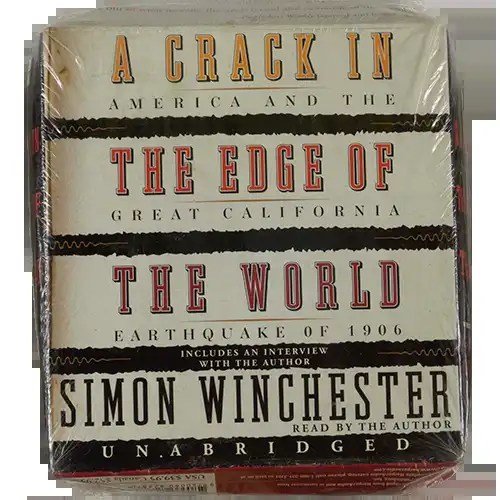 A CRACK IN
AMERICA AND THE
THE EDGE OF
GREAT CALIFORNIA
THE WORLD
EARTHQUAKE OF 1906
INCLUDES AN INTERVIEW
WITH THE AUTHOR
SIMON WINCHESTER
READ BY THE AUTHOR
UNABRIDGED